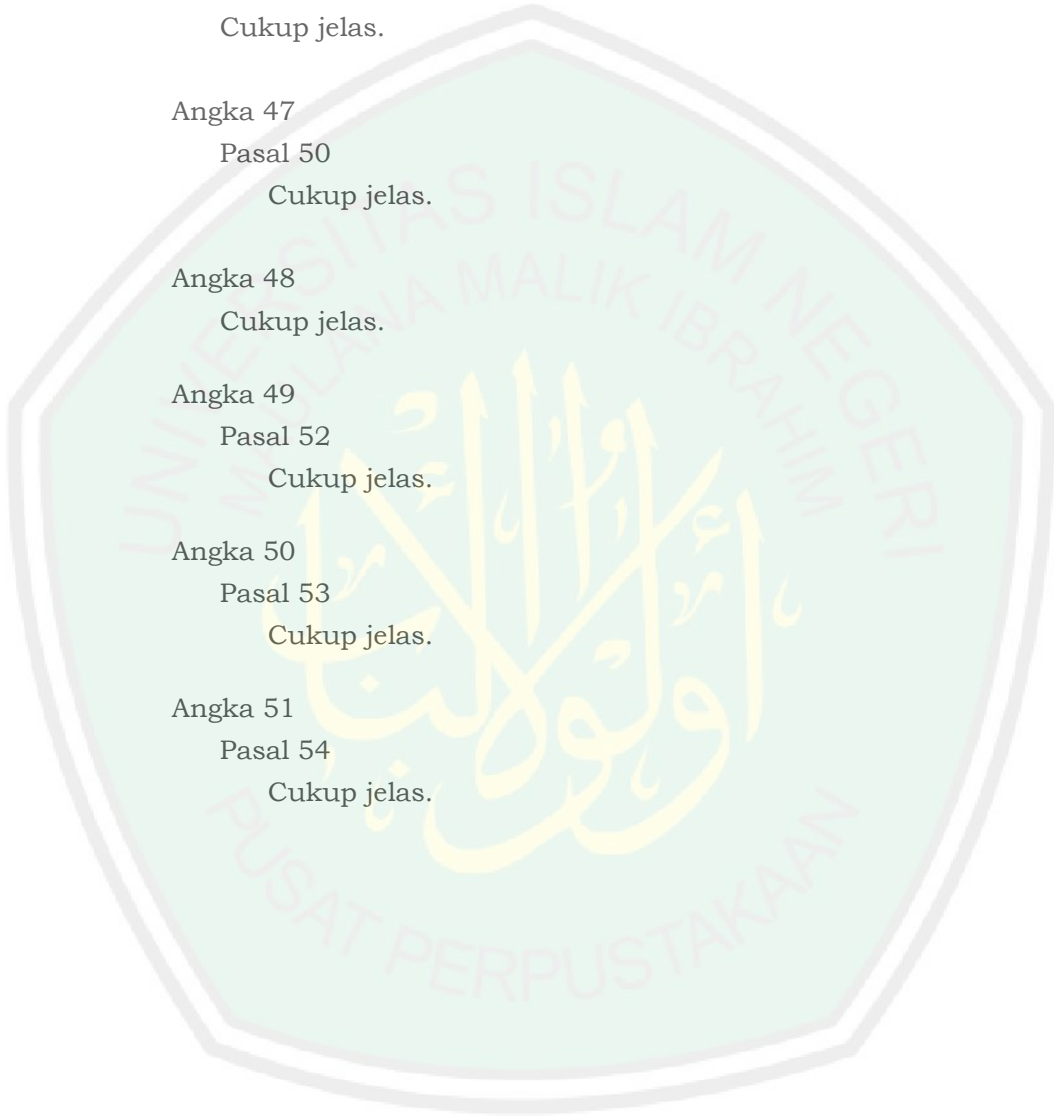 Cukup jelas.
Angka 47
Pasal 50
Cukup jelas.
Angka 48
Cukup jelas.
Angka 49
Pasal 52
Cukup jelas.
Angka 50
Pasal 53
Cukup jelas.
Angka 51
Pasal 54
Cukup jelas.
UNIVERSITAS ISLAM NEGERI
MAULANA MALIK IBRAHIM
PUSAT PERPUSTAKAAN